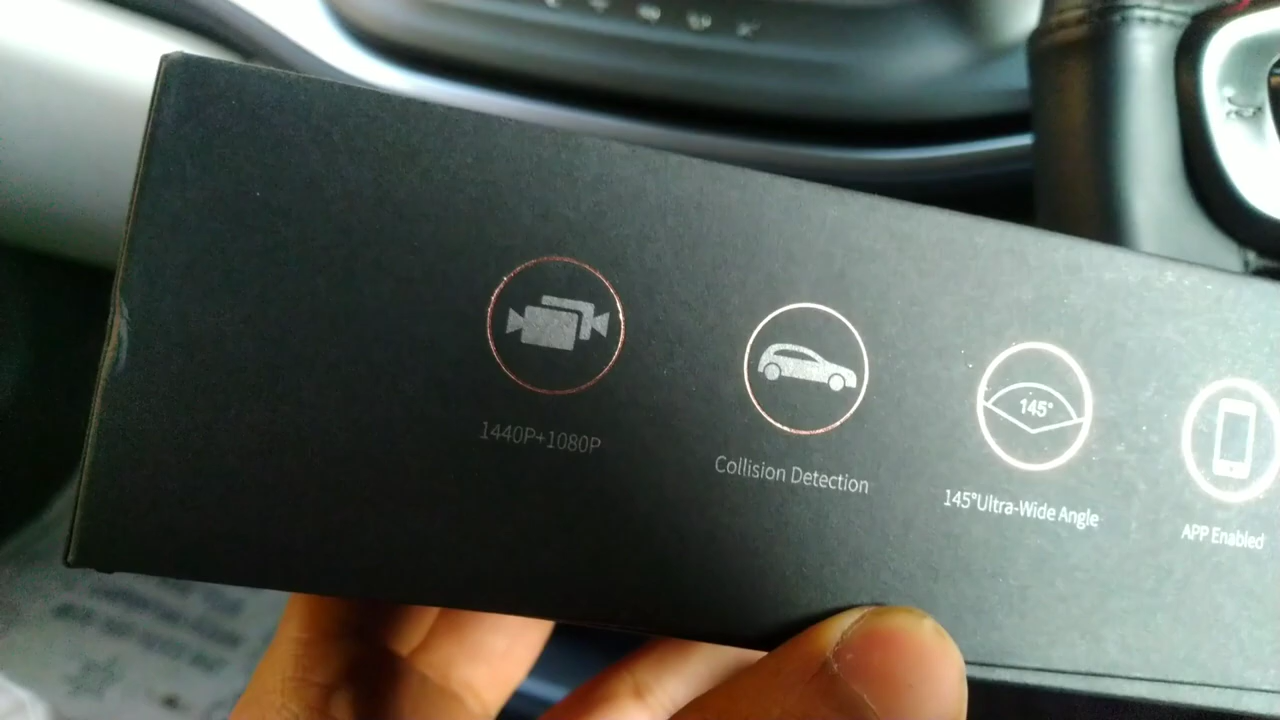 145°
1440P+1080P
Collision Detection
145°Ultra-Wide Angle
APP Enabled